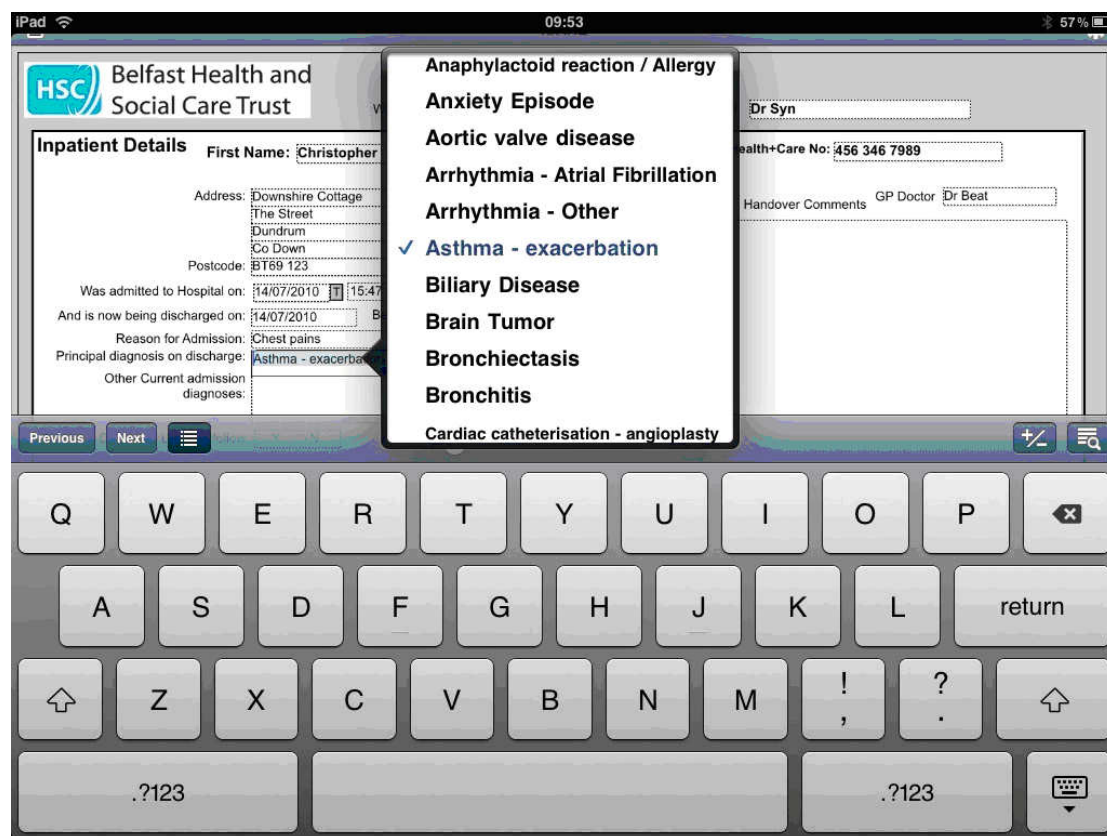 iPad 09:53 57%
HSC Belfast Health and
Social Care Trust
Dr Syn
Inpatient Details First Name: Christopher
ealth+Care No: 456 346 7989
Address: Downshire Cottage
The Street
Dundrum
Co Down
Postcode: BT69 123
Handover Comments GP Doctor Dr Beat
Was admitted to Hospital on: 14/07/2010 T 15:47
And is now being discharged on: 14/07/2010
Reason for Admission: Chest pains
Principal diagnosis on discharge: Asthma - exacerba
Other Current admission
diagnoses:
Anaphylactoid reaction / Allergy
Anxiety Episode
Aortic valve disease
Arrhythmia - Atrial Fibrillation
Arrhythmia - Other
✓ Asthma - exacerbation
Biliary Disease
Brain Tumor
Bronchiectasis
Bronchitis
Cardiac catheterisation - angioplasty
Previous Next
+/-
Q W E R T Y U I O P
A S D F G H J K L return
Z X C V B N M ! , ? .
.?123 .?123